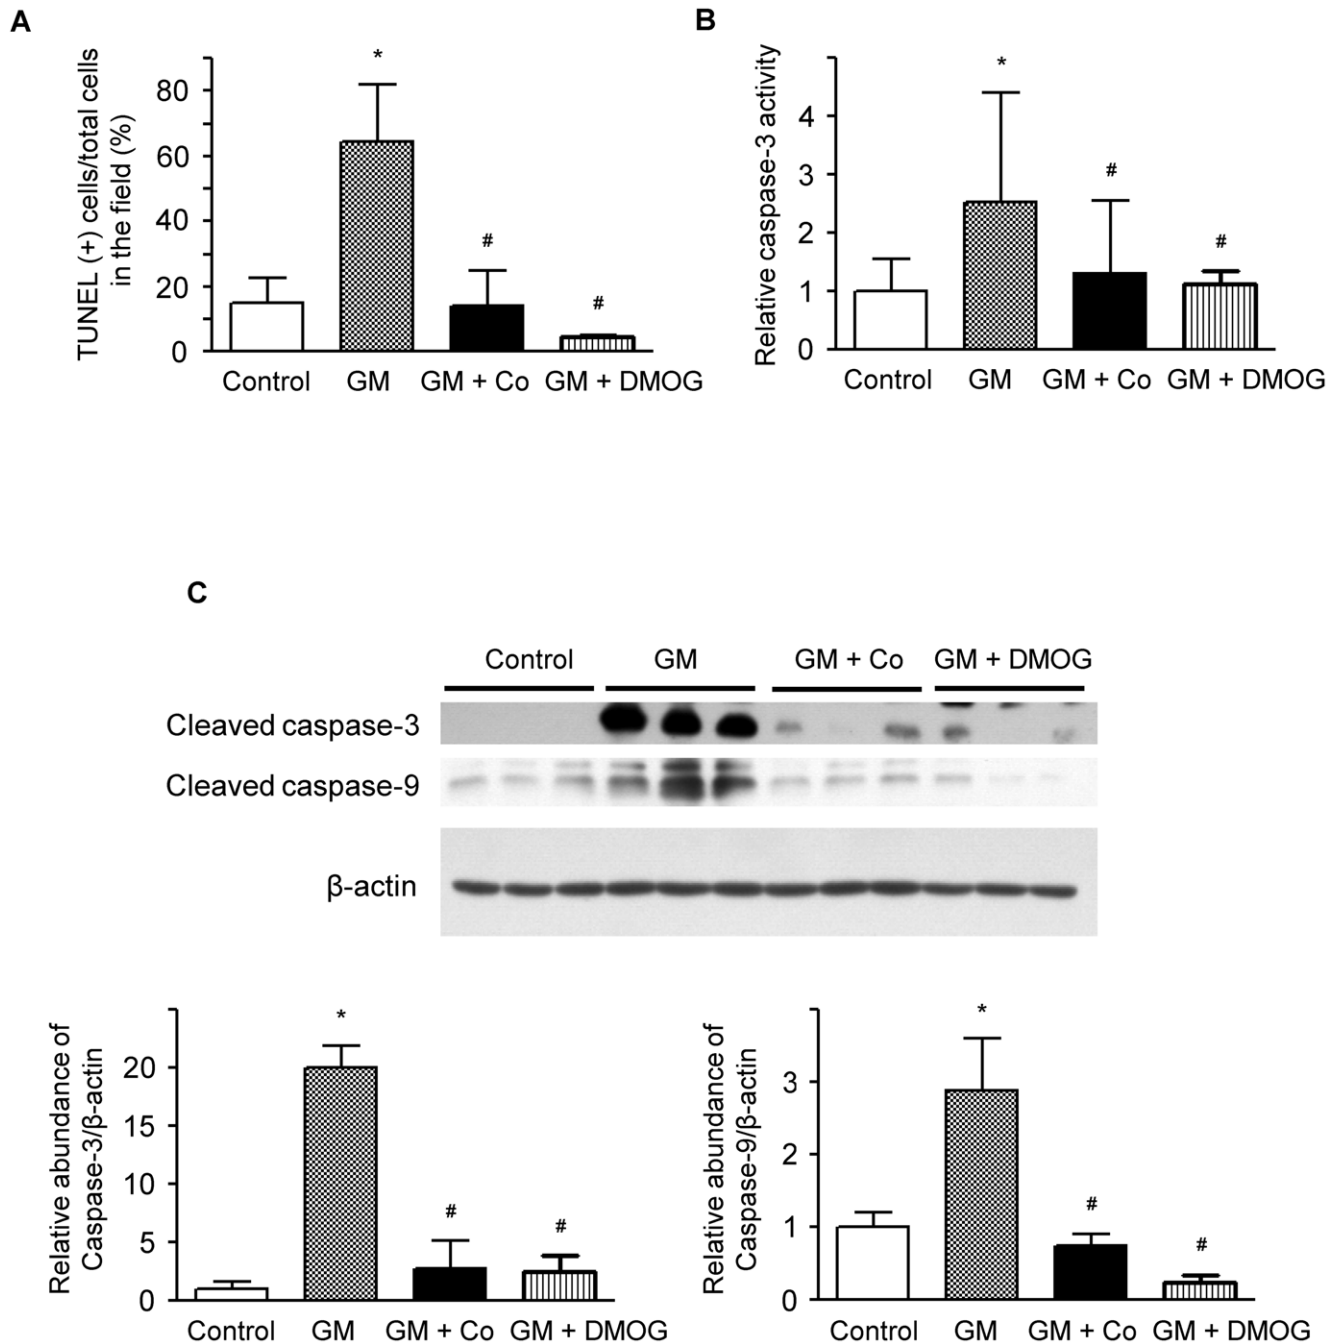 A
TUNEL (+) cells/total cells
in the field (%)
80
60
40
20
0
*
#
#
Control GM GM + Co GM + DMOG
B
Relative caspase-3 activity
4
3
2
1
0
*
#
#
Control GM GM + Co GM + DMOG
C
Control GM GM + Co GM + DMOG
Cleaved caspase-3
Cleaved caspase-9
β-actin
Relative abundance of
Caspase-3/β-actin
20
15
10
5
0
*
#
#
Control GM GM + Co GM + DMOG
Relative abundance of
Caspase-9/β-actin
3
2
1
0
*
#
#
Control GM GM + Co GM + DMOG